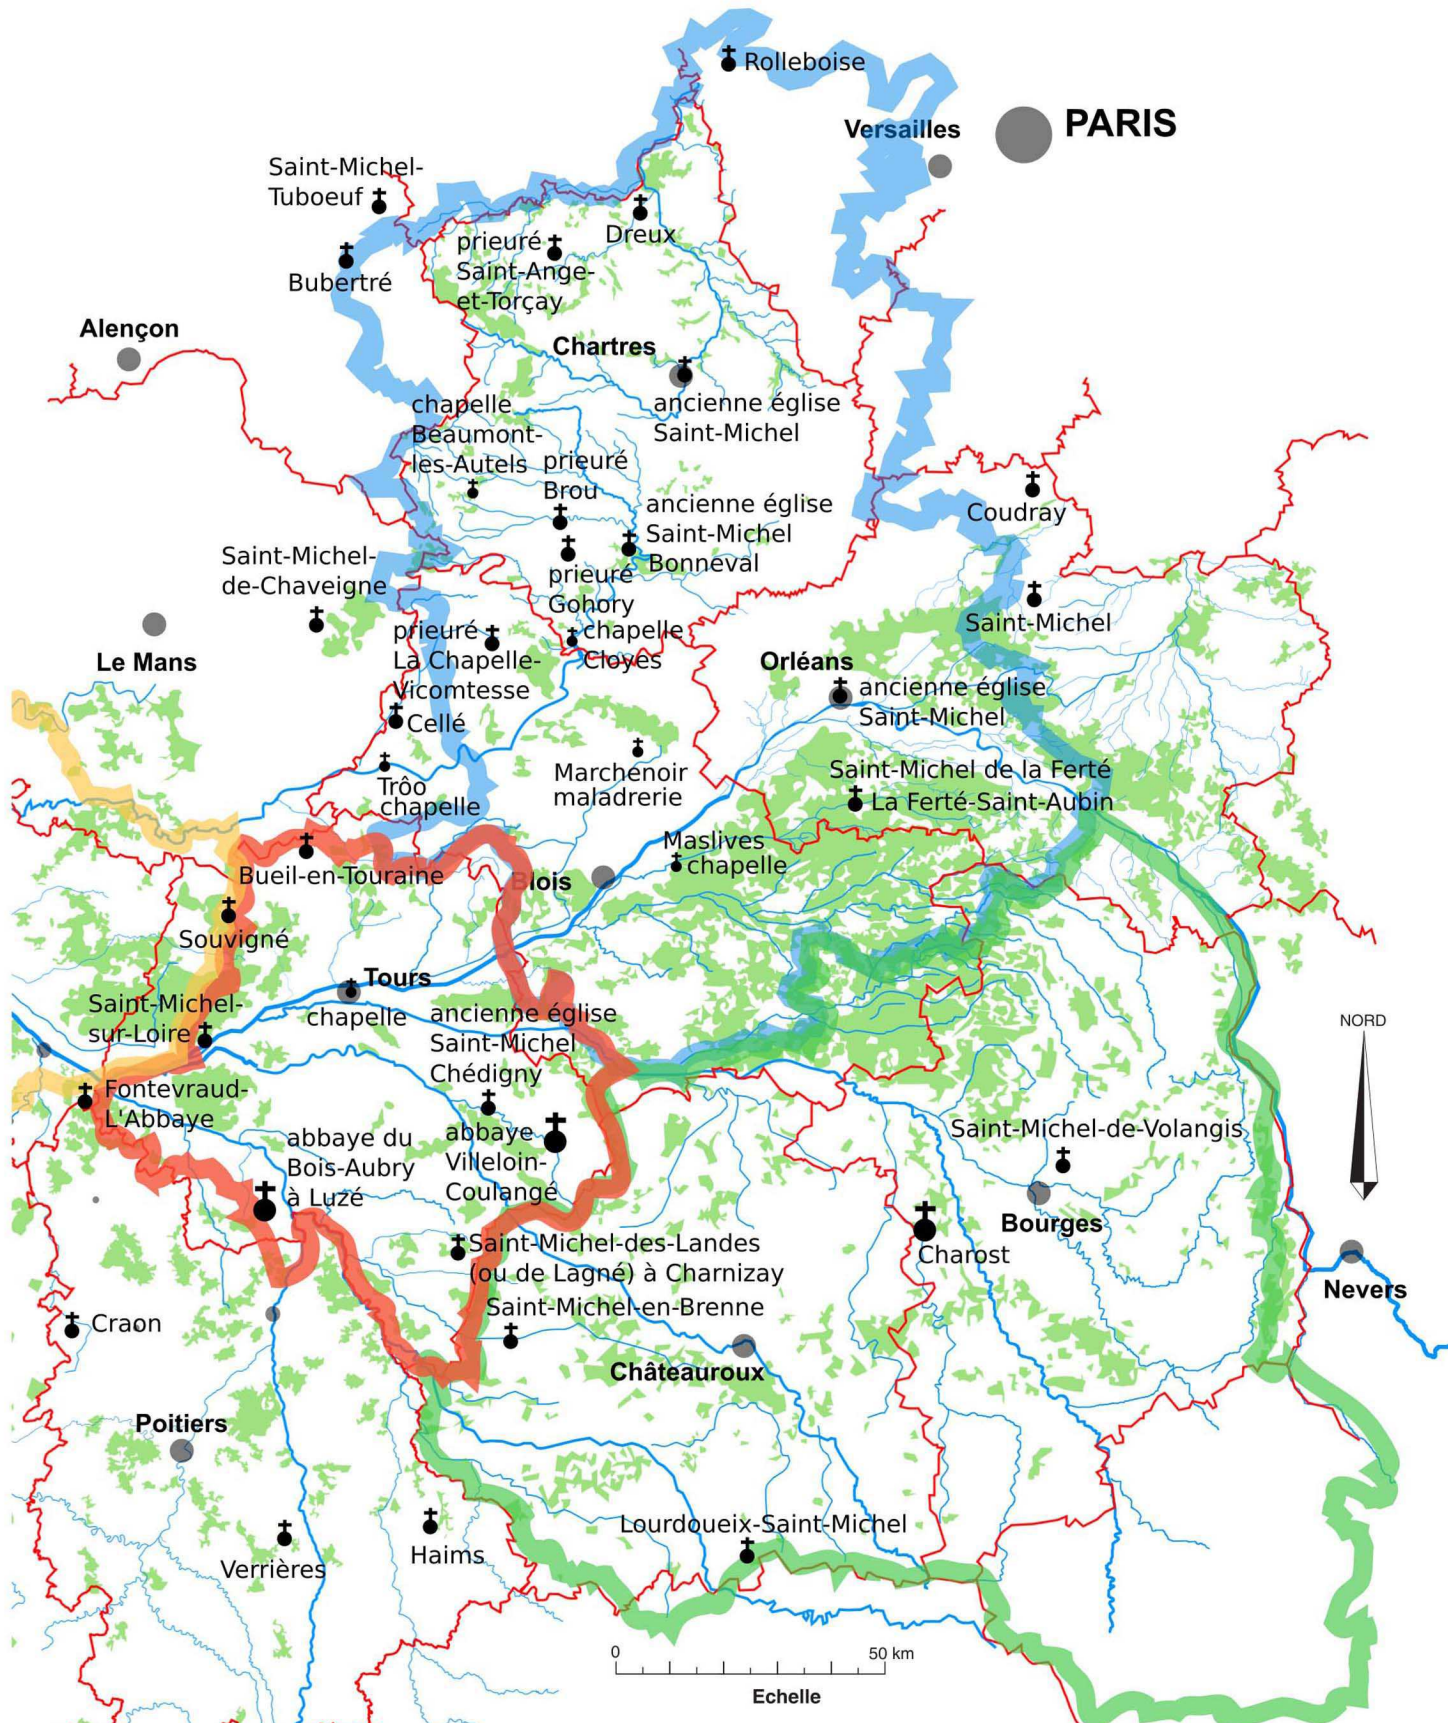 Rolleboise
PARIS
Versailles
Saint-Michel-
Tuboeuf
Dreux
prieuré
Saint-Ange-
et-Torçay
Bubertré
Alençon
Chartres
ancienne église
Saint-Michel
chapelle
Beaumont-
les-Autels
prieuré
Brou
ancienne église
Saint-Michel
Bonneval
Coudray
prieuré
Gohory
Saint-Michel-
de-Chaveigne
Saint-Michel
prieuré
La Chapelle-
Vicomtesse
chapelle
Cloyes
Le Mans
Orléans
ancienne église
Saint-Michel
Cellé
Trôo
chapelle
Marchenoir
maladrerie
Saint-Michel de la Ferté
La Ferté-Saint-Aubin
Maslives
chapelle
Bueil-en-Touraine
Blois
Souvigné
Tours
chapelle
Saint-Michel-
sur-Loire
ancienne église
Saint-Michel
Chédigny
NORD
Fontevraud-
L'Abbaye
abbaye du
Bois-Aubry
à Luzé
abbaye
Villeloin-
Coulangé
Saint-Michel-de-Volangis
Bourges
Charost
Saint-Michel-des-Landes
(ou de Lagné) à Charnizay
Nevers
Saint-Michel-en-Brenne
Craon
Châteauroux
Poitiers
Lourdoueix-Saint-Michel
Haims
Verrières
0 50 km
Echelle